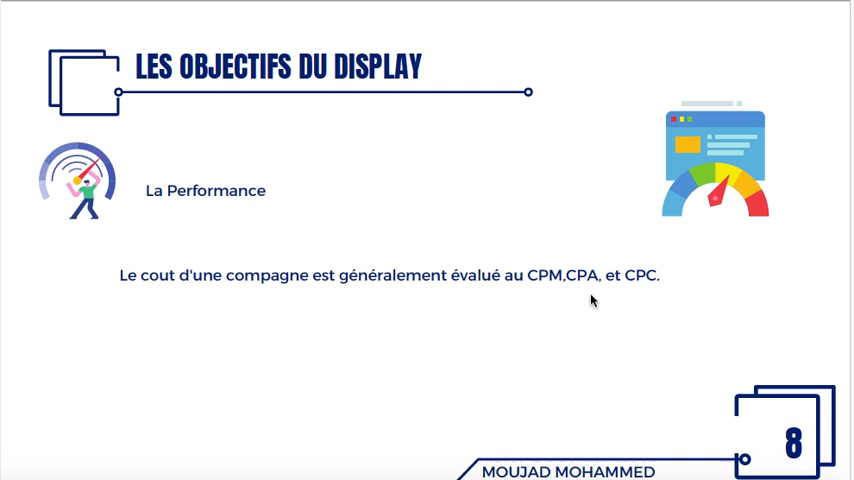 LES OBJECTIFS DU DISPLAY
La Performance
Le cout d'une compagne est généralement évalué au CPM,CPA, et CPC.
8
MOUJAD MOHAMMED